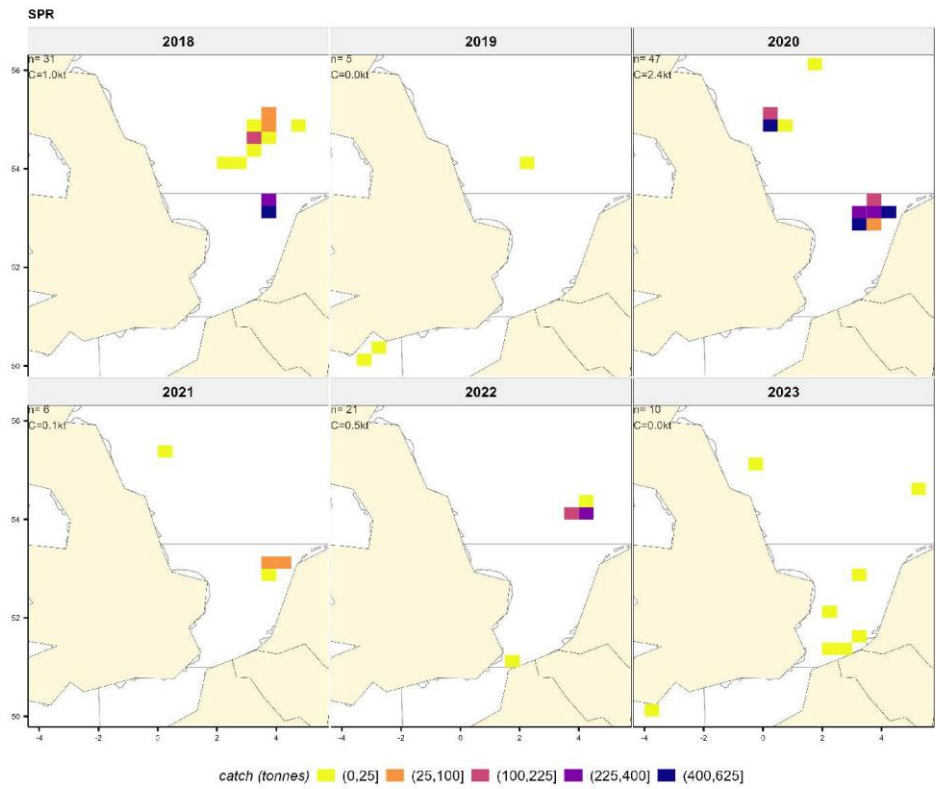 SPR
2018 2019 2020
n= 31 n= 5 n= 47
C=1.0kt C=0.0kt C=2.4kt
56
54
52
50
2021 2022 2023
n= 6 n= 21 n= 10
C=0.1kt C=0.5kt C=0.0kt
56
54
52
50
-4 -2 0 2 4 -4 -2 0 2 4 -4 -2 0 2 4
catch (tonnes) (0,25] (25,100] (100,225] (225,400] (400,625]